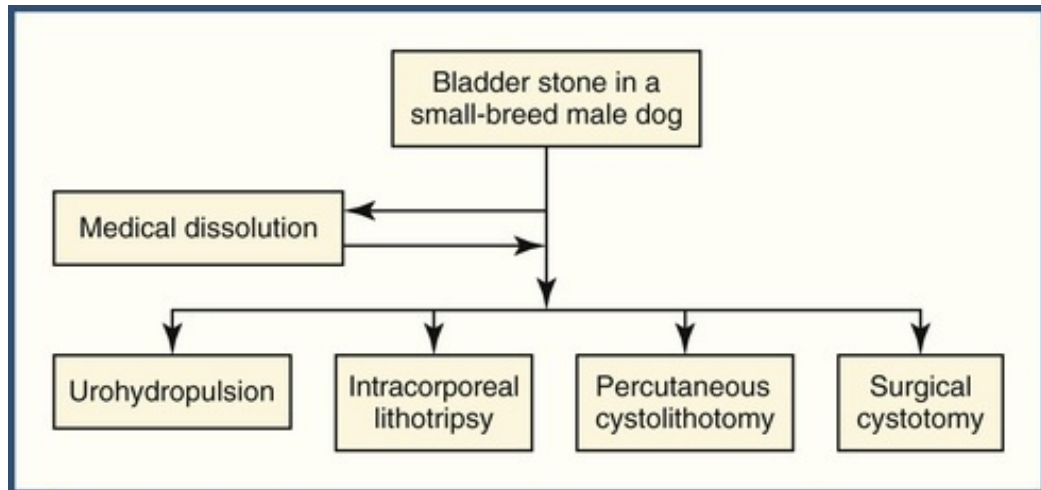 Bladder stone in a
small-breed male dog
Medical dissolution
Urohydropulsion
Intracorporeal
lithotripsy
Percutaneous
cystolithotomy
Surgical
cystotomy